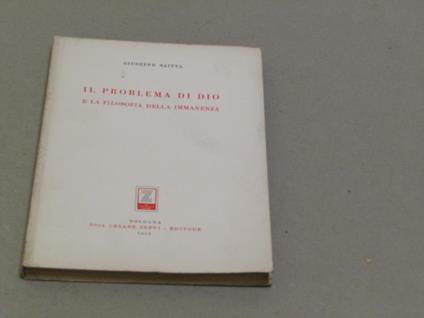 GIUSEPPE SAITTA
IL PROBLEMA DI DIO
E LA FILOSOFIA DELLA IMMANENZA
Z
BOLOGNA
DOTT. CESARE ZUFFI - EDITORE